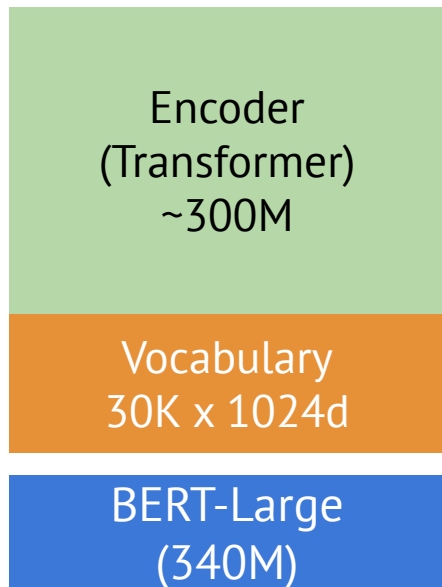 Encoder
(Transformer)
~300M
Vocabulary
30K x 1024d
BERT-Large
(340M)